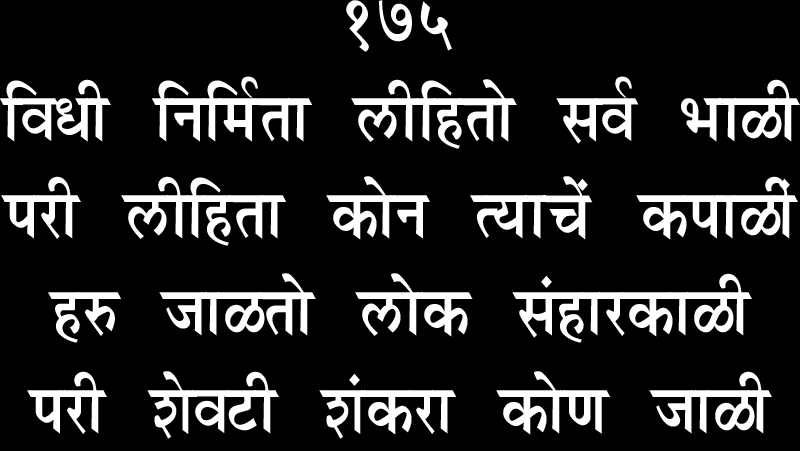 १७५
विधी निर्मिता लीहितो सर्व भाळी
परी लीहिता कोन त्याचें कपाळीं
हरु जाळतो लोक संहारकाळी
परी शेवटी शंकरा कोण जाळी